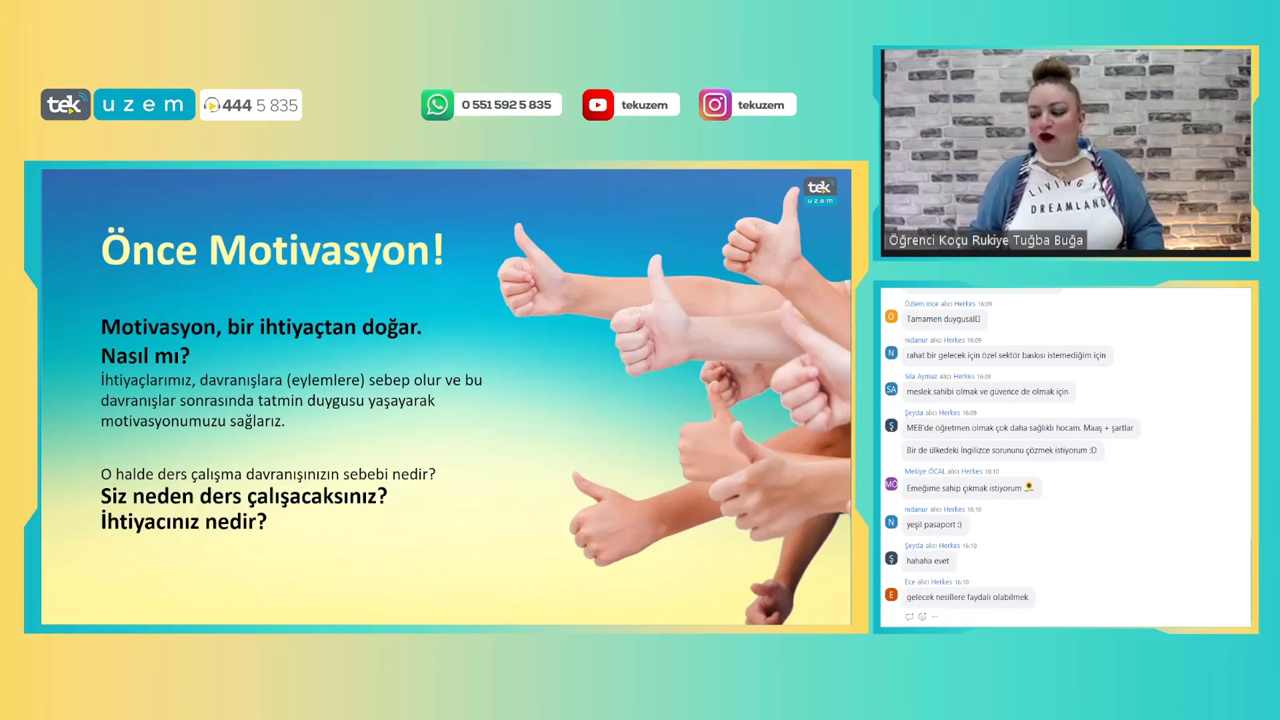 tek uzem 444 5 835
0 551 592 5 835
tekuzem
tekuzem
tek
uzem
Önce Motivasyon!
Motivasyon, bir ihtiyaçtan doğar.
Nasıl mı?
İhtiyaçlarımız, davranışlara (eylemlere) sebep olur ve bu
davranışlar sonrasında tatmin duygusu yaşayarak
motivasyonumuzu sağlarız.
O halde ders çalışma davranışınızın sebebi nedir?
Siz neden ders çalışacaksınız?
İhtiyacınız nedir?
LIVING IN
DREAMLAND
Öğrenci Koçu Rukiye Tuğba Buğa
Özlem ince alıcı Herkes 16:09
Ö
Tamamen duygusal
nidanur alıcı Herkes 16:09
N
rahat bir gelecek için özel sektör baskısı istemediğim için
Sıla Aymaz alıcı Herkes 16:09
SA
meslek sahibi olmak ve güvence de olmak için
Şeyda alıcı Herkes 16:09
Ş
MEB'de öğretmen olmak çok daha sağlıklı hocam. Maaş + şartlar
Bir de ülkedeki İngilizce sorununu çözmek istiyorum :D
Mekiye ÖCAL alıcı Herkes 16:10
MÖ
Emeğime sahip çıkmak istiyorum 🌻
nidanur alıcı Herkes 16:10
N
yeşil pasaport :)
Şeyda alıcı Herkes 16:10
Ş
hahaha evet
Ece alıcı Herkes 16:10
E
gelecek nesillere faydalı olabilmek